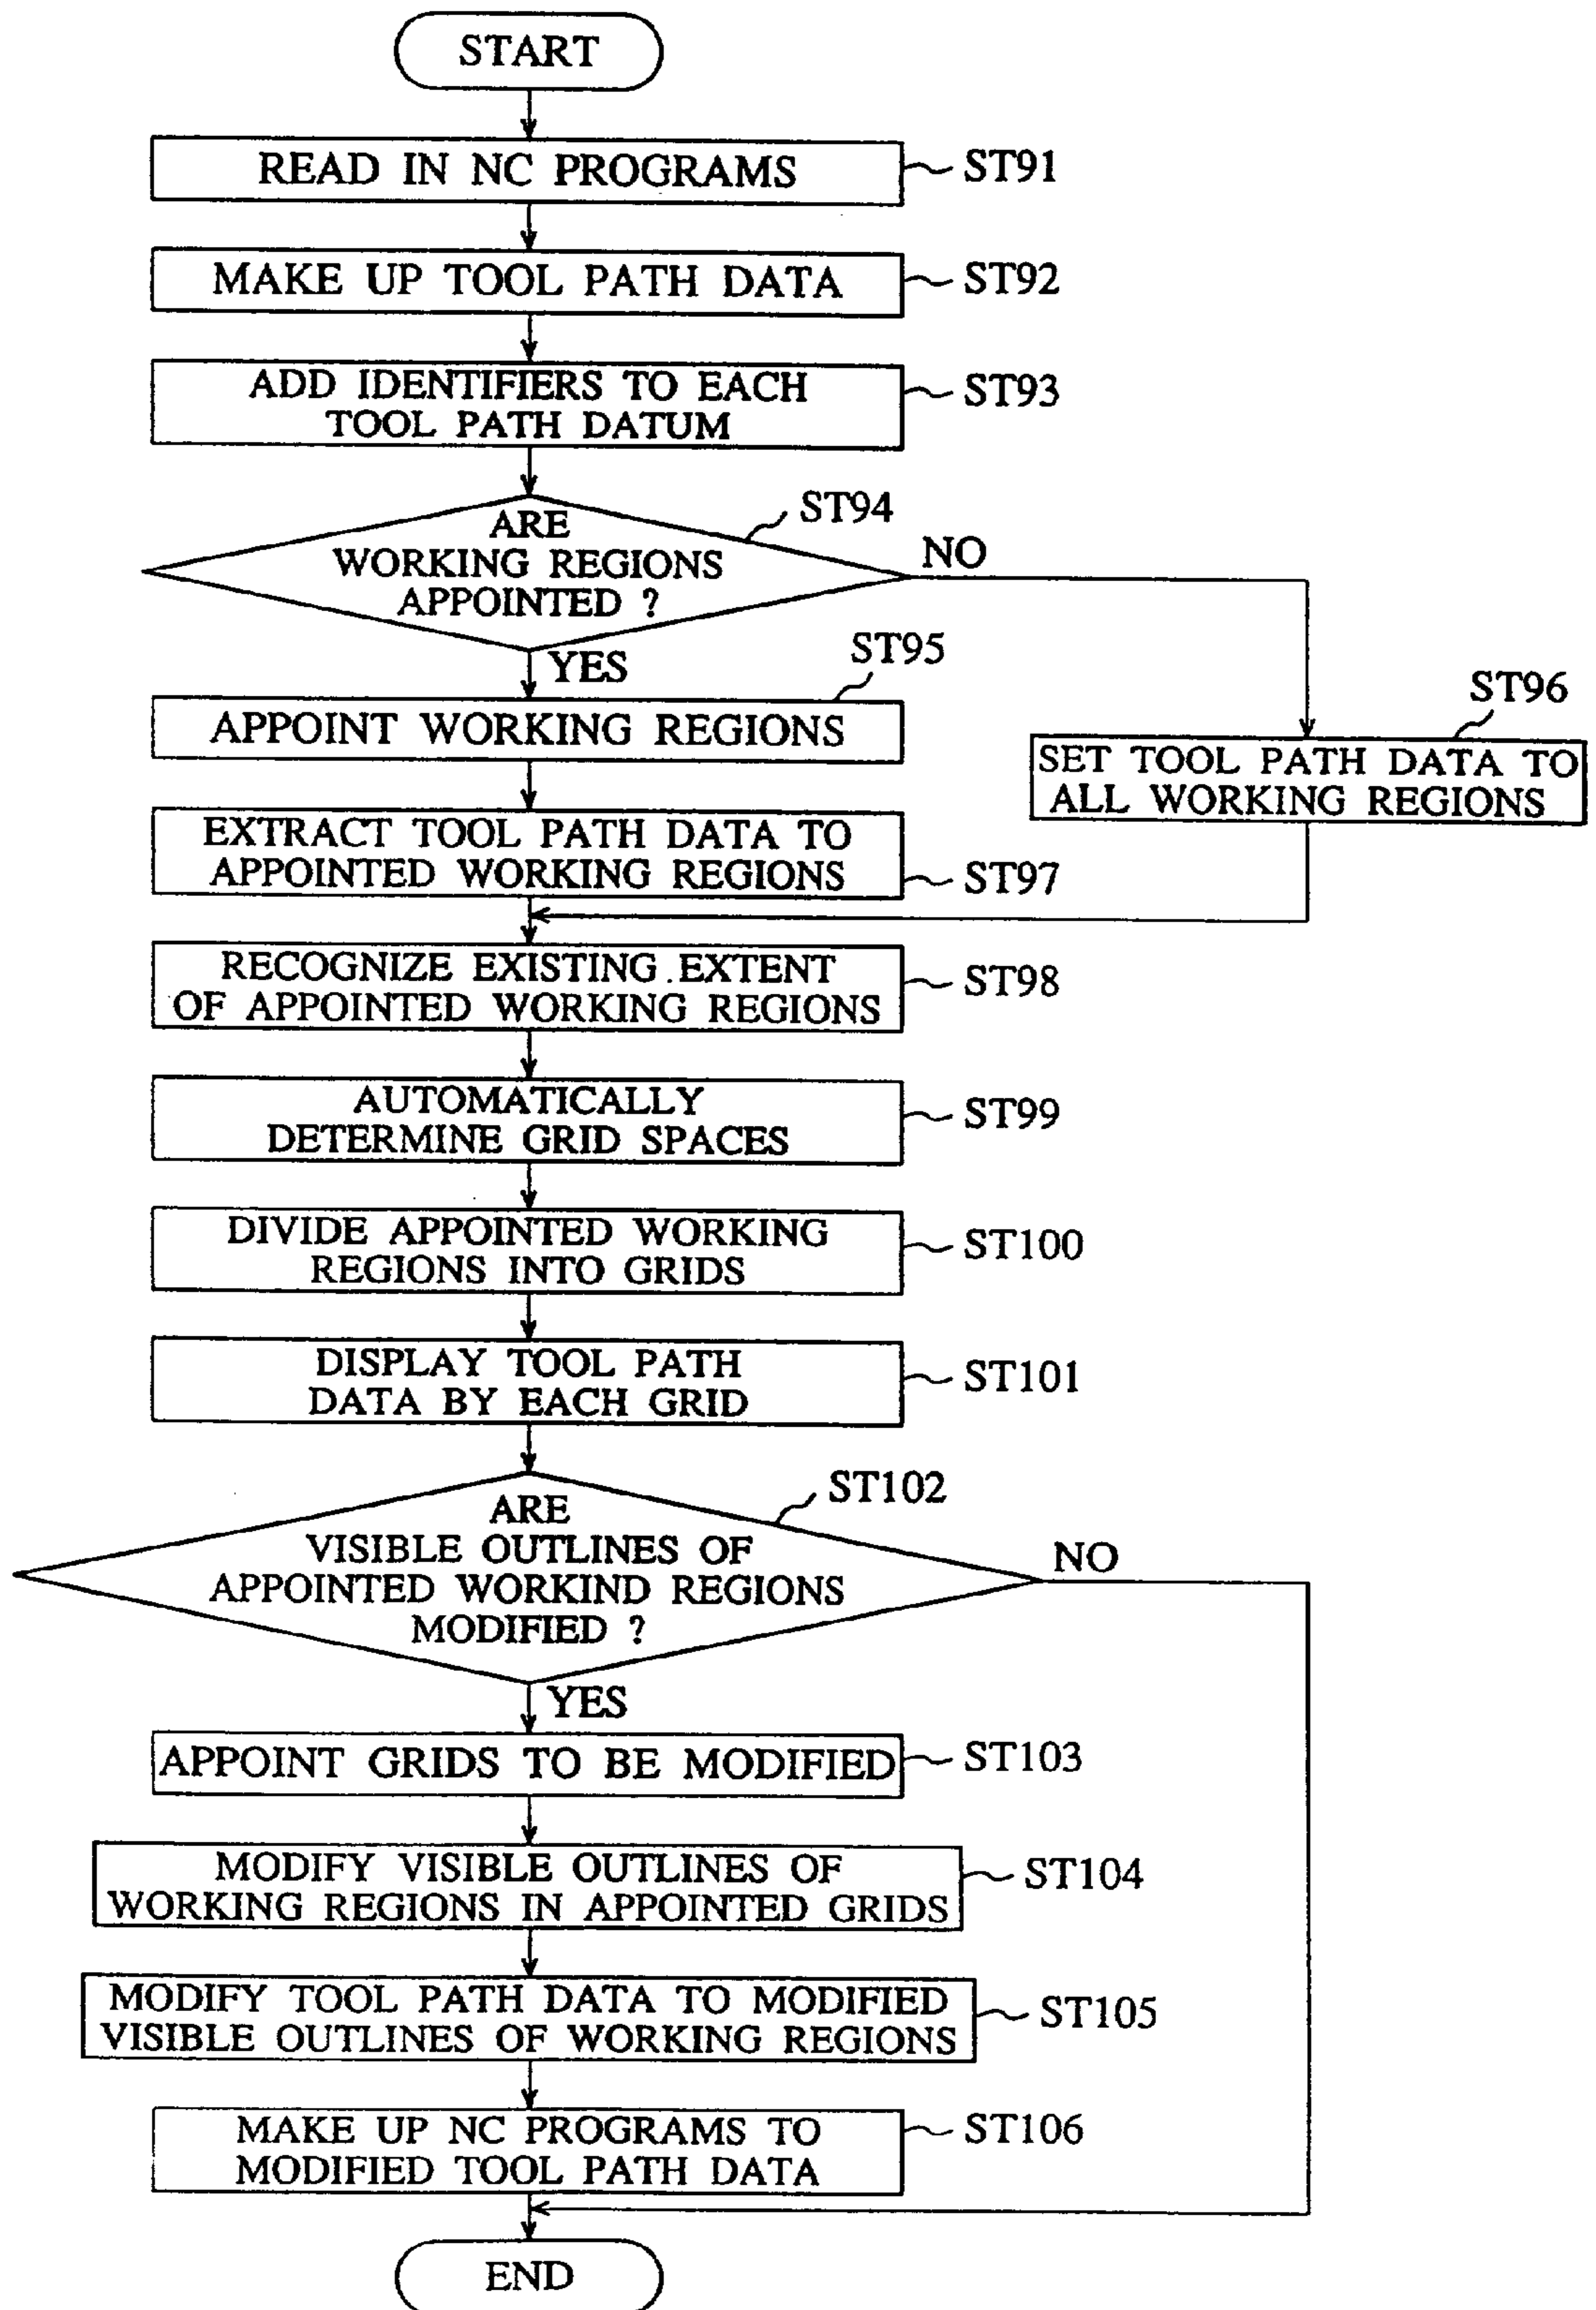 START
READ IN NC PROGRAMS
ST91
MAKE UP TOOL PATH DATA
ST92
ADD IDENTIFIERS TO EACH
TOOL PATH DATUM
ST93
ARE
WORKING REGIONS
APPOINTED ?
ST94
NO
YES
ST95
APPOINT WORKING REGIONS
ST96
SET TOOL PATH DATA TO
ALL WORKING REGIONS
EXTRACT TOOL PATH DATA TO
APPOINTED WORKING REGIONS
ST97
RECOGNIZE EXISTING EXTENT
OF APPOINTED WORKING REGIONS
ST98
AUTOMATICALLY
DETERMINE GRID SPACES
ST99
DIVIDE APPOINTED WORKING
REGIONS INTO GRIDS
ST100
DISPLAY TOOL PATH
DATA BY EACH GRID
ST101
ARE
VISIBLE OUTLINES OF
APPOINTED WORKIND REGIONS
MODIFIED ?
ST102
NO
YES
APPOINT GRIDS TO BE MODIFIED
ST103
MODIFY VISIBLE OUTLINES OF
WORKING REGIONS IN APPOINTED GRIDS
ST104
MODIFY TOOL PATH DATA TO MODIFIED
VISIBLE OUTLINES OF WORKING REGIONS
ST105
MAKE UP NC PROGRAMS TO
MODIFIED TOOL PATH DATA
ST106
END